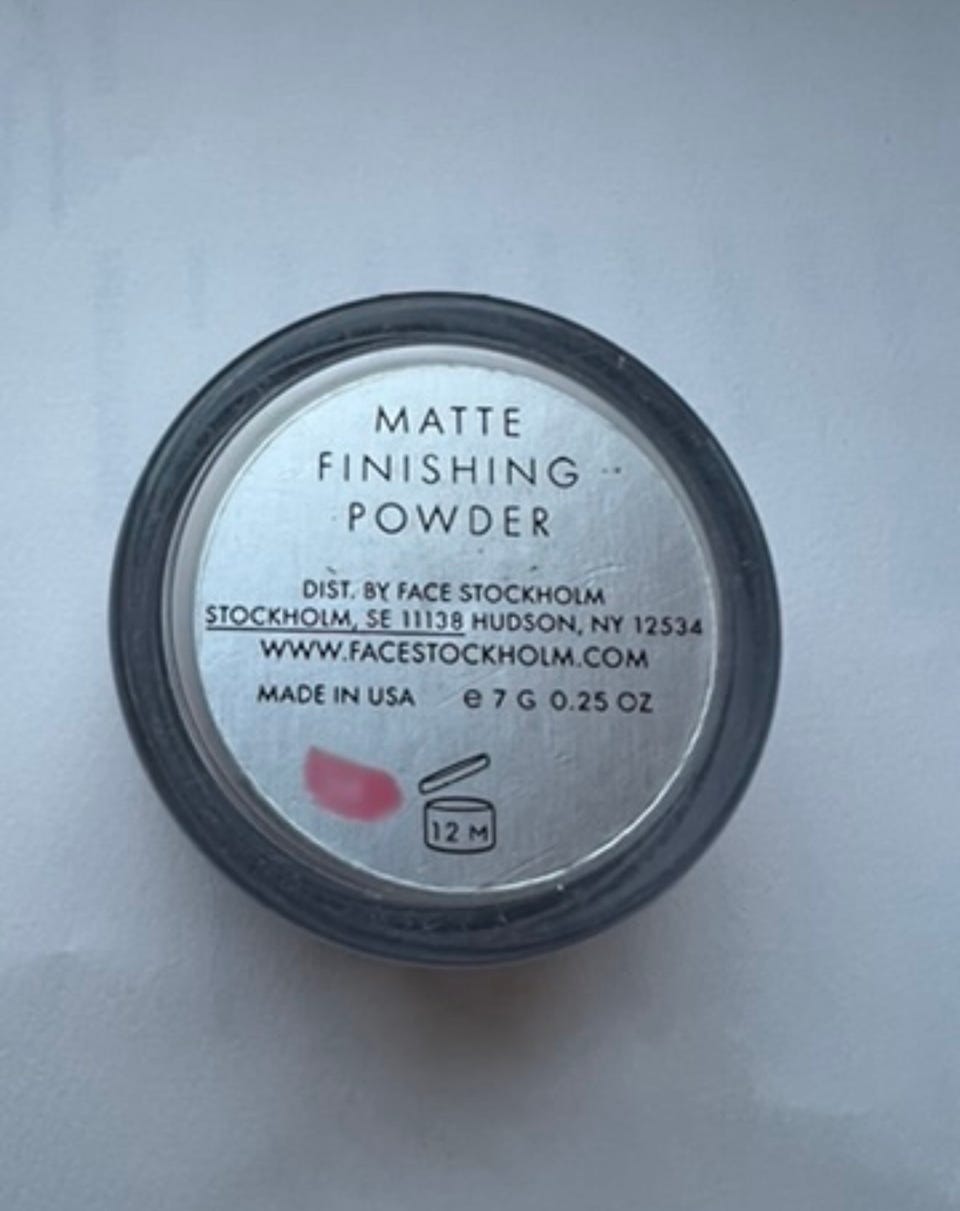 MATTE
FINISHING
POWDER
DIST. BY FACE STOCKHOLM
STOCKHOLM, SE 11138 HUDSON, NY 12534
WWW.FACESTOCKHOLM.COM
MADE IN USA ℮ 7 G 0.25 OZ
12 M